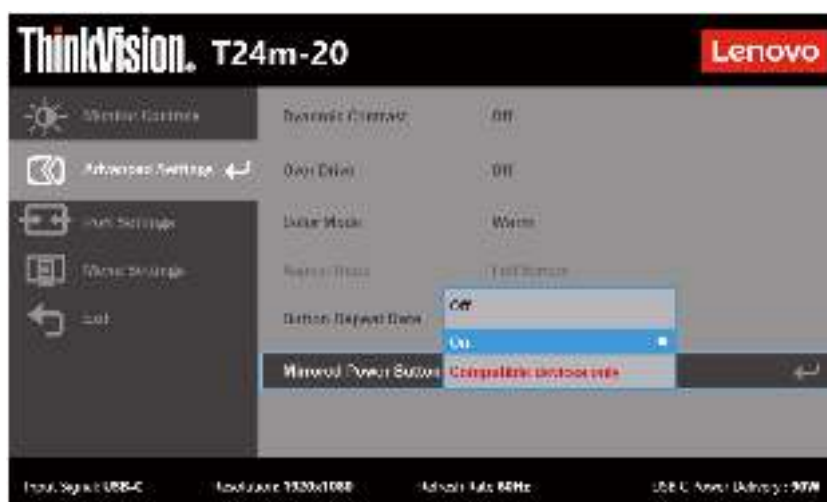 ThinkVision. T24m-20
Lenovo
Monitor Controls
Dynamic Contrast Off
Advanced Settings
Over Drive Off
Port Settings
Color Mode Warm
Menu Settings
Exit
Button Repeat Rate
Off
On
Mirrored Power Button
Compatible devices only
Input Signal: USB-C Resolution: 1920x1080 Refresh Rate 60Hz USB C Power Delivery : 90W